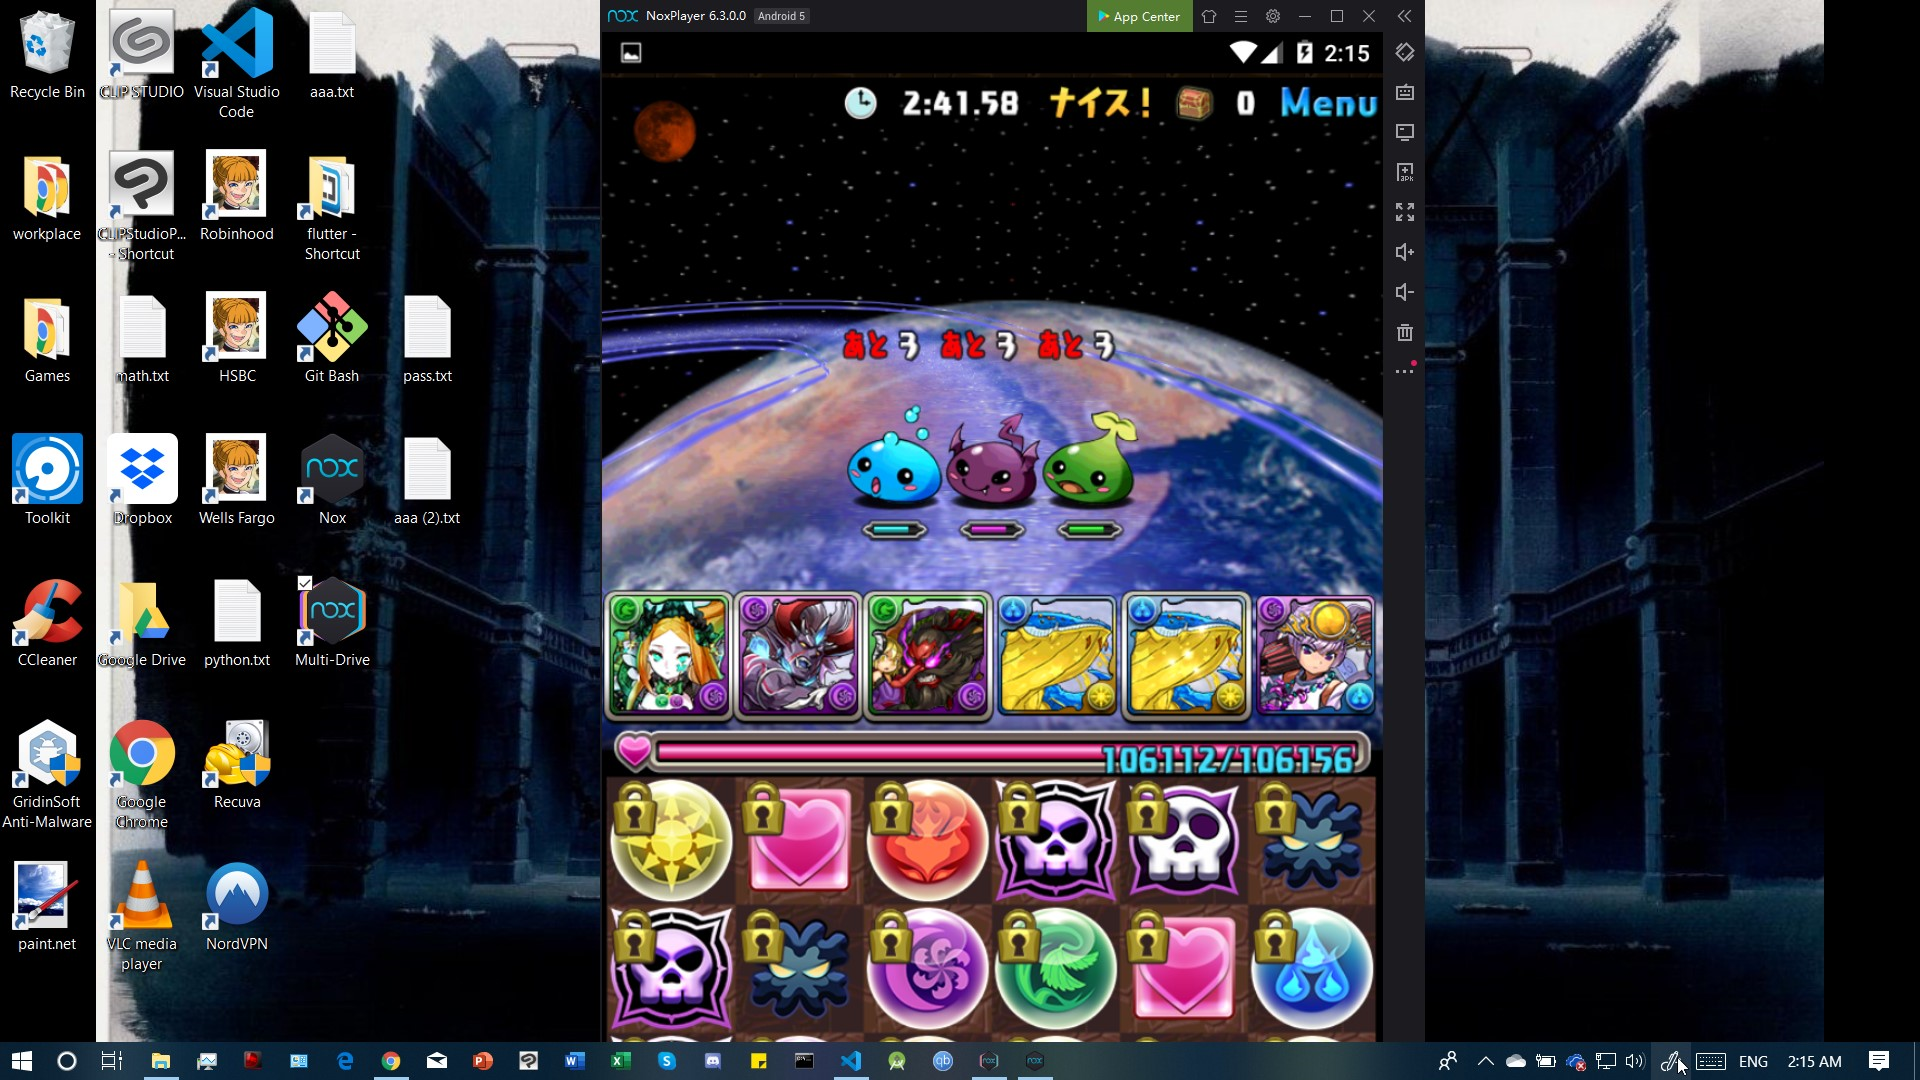 Recycle Bin
CLIP STUDIO
Visual Studio
Code
aaa.txt
workplace
CLIPStudioP...
- Shortcut
Robinhood
flutter -
Shortcut
Games
math.txt
HSBC
Git Bash
pass.txt
Toolkit
Dropbox
Wells Fargo
nox
Nox
aaa (2).txt
CCleaner
Google Drive
python.txt
nox
Multi-Drive
GridinSoft
Anti-Malware
Google
Chrome
Recuva
paint.net
VLC media
player
NordVPN
nox NoxPlayer 6.3.0.0 Android 5 App Center
2:15
2:41.58 ナイス! 0 Menu
あと 3 あと 3 あと 3
106112/106156
ENG 2:15 AM